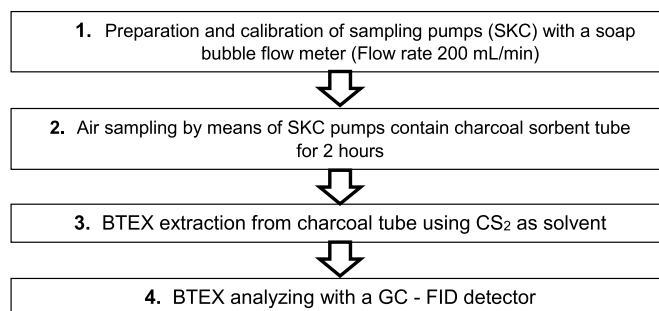 1. Preparation and calibration of sampling pumps (SKC) with a soap
bubble flow meter (Flow rate 200 mL/min)
2. Air sampling by means of SKC pumps contain charcoal sorbent tube
for 2 hours
3. BTEX extraction from charcoal tube using CS₂ as solvent
4. BTEX analyzing with a GC - FID detector